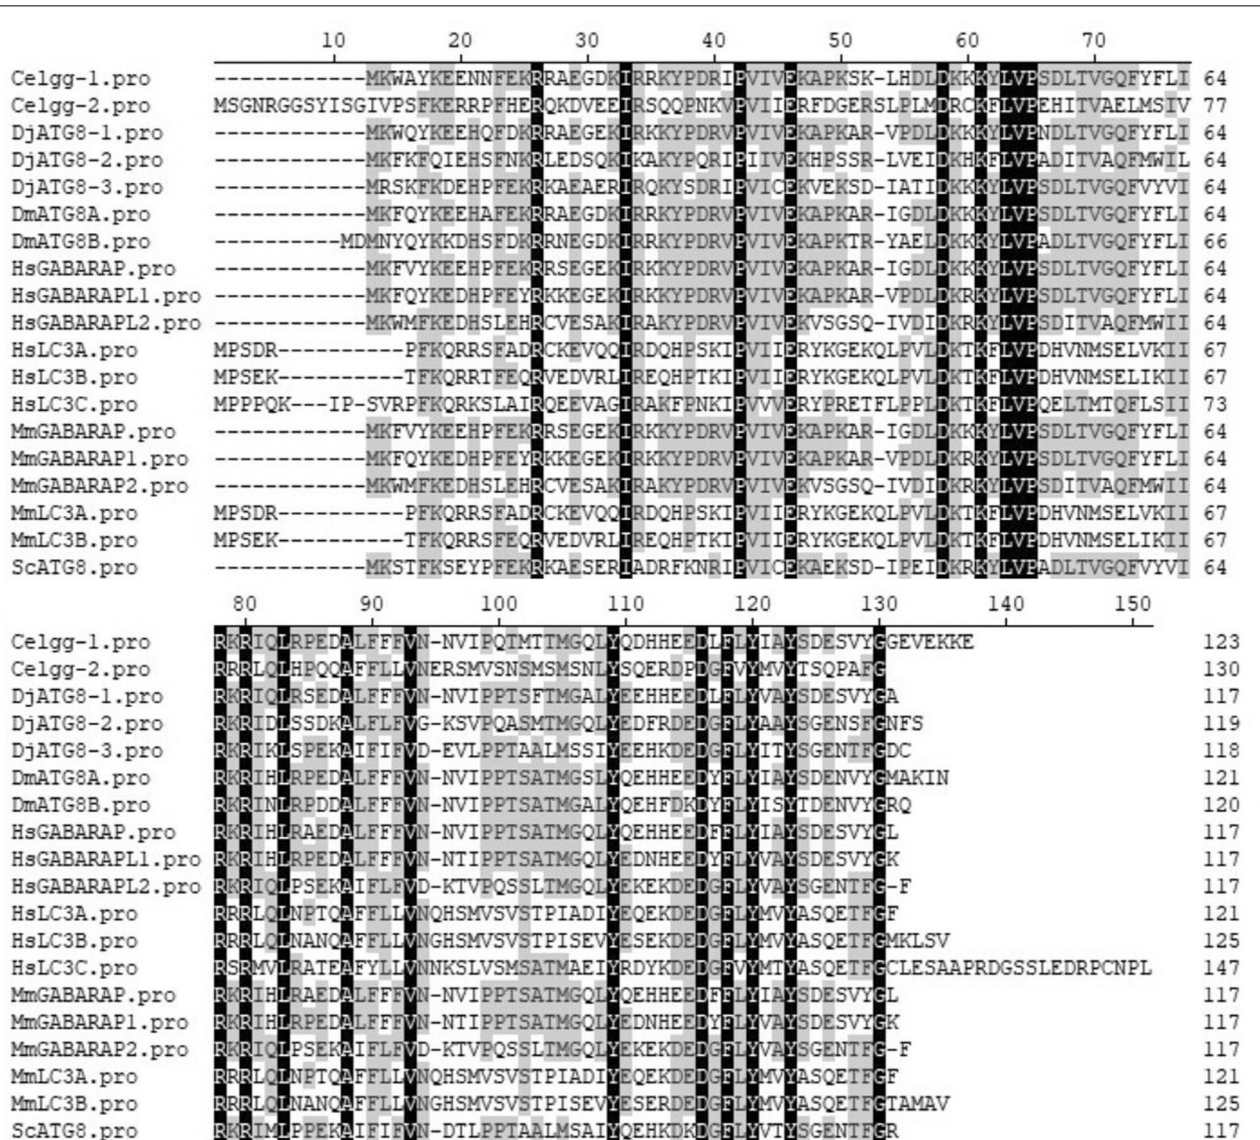 10 20 30 40 50 60 70
Celgg-1.pro ------------MKWAYKEENNFEKRRAEGDKIRRKYPDRIPVIVEKAPKSK-LHDLDKKKYLVPSDLTVGQFYFLI 64
Celgg-2.pro MSGNRGGSYISGIVPSFKERRPFHERQKDVEEIRSQQPNKVPVIIERFDGERSLPLMDRCKFLVPEHITVAELMSIV 77
DjATG8-1.pro ------------MKWQYKEEHQFDKRRAEGEKIRKKYPDRVPVIVEKAPKAR-VPDLDKKKYLVPNDLTVGQFYFLI 64
DjATG8-2.pro ------------MKFKFQIEHSFNKRLEDSQKIKAKYPQRIPIIVEKHPSSR-LVEIDKHKFLVPADITVAQFMWIL 64
DjATG8-3.pro ------------MRSKFKDEHPFEKRKAEAERIRQKYSDRIPVICEKVEKSD-IATIDKKKYLVPSDLTVGQFVYVI 64
DmATG8A.pro ------------MKFQYKEEHAFEKRRAEGDKIRRKYPDRVPVIVEKAPKAR-IGDLDKKKYLVPSDLTVGQFYFLI 64
DmATG8B.pro ----------MDMNYQYKKDHSFDKRRNEGDKIRRKYPDRVPVIVEKAPKTR-YAELDKKKYLVPADLTVGQFYFLI 66
HsGABARAP.pro ------------MKFVYKEEHPFEKRRSEGEKIRKKYPDRVPVIVEKAPKAR-IGDLDKKKYLVPSDLTVGQFYFLI 64
HsGABARAPL1.pro ------------MKFQYKEDHPFEYRKKEGEKIRKKYPDRVPVIVEKAPKAR-VPDLDKRKYLVPSDLTVGQFYFLI 64
HsGABARAPL2.pro ------------MKWMFKEDHSLEHRCVESAKIRAKYPDRVPVIVEKVSGSQ-IVDIDKRKYLVPSDITVAQFMWII 64
HsLC3A.pro MPSDR----------PFKQRRSFADRCKEVQQIRDQHPSKIPVIIERYKGEKQLPVLDKTKFLVPDHVNMSELVKII 67
HsLC3B.pro MPSEK----------TFKQRRTFEQRVEDVRLIREQHPTKIPVIIERYKGEKQLPVLDKTKFLVPDHVNMSELIKII 67
HsLC3C.pro MPPPQK---IP-SVRPFKQRKSLAIRQEEVAGIRAKFPNKIPVVVERYPRETFLPPLDKTKFLVPQELTMTQFLSII 73
MmGABARAP.pro ------------MKFVYKEEHPFEKRRSEGEKIRKKYPDRVPVIVEKAPKAR-IGDLDKKKYLVPSDLTVGQFYFLI 64
MmGABARAP1.pro ------------MKFQYKEDHPFEYRKKEGEKIRKKYPDRVPVIVEKAPKAR-VPDLDKRKYLVPSDLTVGQFYFLI 64
MmGABARAP2.pro ------------MKWMFKEDHSLEHRCVESAKIRAKYPDRVPVIVEKVSGSQ-IVDIDKRKYLVPSDITVAQFMWII 64
MmLC3A.pro MPSDR----------PFKQRRSFADRCKEVQQIRDQHPSKIPVIIERYKGEKQLPVLDKTKFLVPDHVNMSELVKII 67
MmLC3B.pro MPSEK----------TFKQRRSFEQRVEDVRLIREQHPTKIPVIIERYKGEKQLPVLDKTKFLVPDHVNMSELIKII 67
ScATG8.pro ------------MKSTFKSEYPFEKRKAESERIADRFKNRIPVICEKAEKSD-IPEIDKRKYLVPADLTVGQFVYVI 64
80 90 100 110 120 130 140 150
Celgg-1.pro RKRIQLRPEDALFFFVN-NVIPQTMTTMGQLYQDHHEEDLFLYIAYSDESVYGGEVEKKE 123
Celgg-2.pro RRRLQLHPQQAFFLLVNERSMVSNSMSMSNLYSQERDPDGFVYMVYTSQPAFG 130
DjATG8-1.pro RKRIQLRSEDALFFFVN-NVIPPTSFTMGALYEEHHEEDLFLYVAYSDESVYGA 117
DjATG8-2.pro RKRIDLSSDKALFLFVG-KSVPQASMTMGQLYEDFRDEDGFLYAAYSGENSFGNFS 119
DjATG8-3.pro RKRIKLSPEKAIFIFVD-EVLPPTAALMSSIYEEHKDEDGFLYITYSGENTFGDC 118
DmATG8A.pro RKRIHLRPEDALFFFVN-NVIPPTSATMGSLYQEHHEEDYFLYIAYSDENVYGMAKIN 121
DmATG8B.pro RKRINLRPDDALFFFVN-NVIPPTSATMGALYQEHFDKDYFLYISYTDENVYGRQ 120
HsGABARAP.pro RKRIHLRAEDALFFFVN-NVIPPTSATMGQLYQEHHEEDFFLYIAYSDESVYGL 117
HsGABARAPL1.pro RKRIHLRPEDALFFFVN-NTIPPTSATMGQLYEDNHEEDYFLYVAYSDESVYGK 117
HsGABARAPL2.pro RKRIQLPSEKAIFLFVD-KTVPQSSLTMGQLYEKEKDEDGFLYVAYSGENTFG-F 117
HsLC3A.pro RRRLQLNPTQAFFLLVNQHSMVSVSTPIADIYEQEKDEDGFLYMVYASQETFGF 121
HsLC3B.pro RRRLQLNANQAFFLLVNGHSMVSVSTPISEVYESEKDEDGFLYMVYASQETFGMKLSV 125
HsLC3C.pro RSRMVLRATEAFYLLVNNKSLVSMSATMAEIYRDYKDEDGFVYMTYASQETFGCLESAAPRDGSSLEDRPCNPL 147
MmGABARAP.pro RKRIHLRAEDALFFFVN-NVIPPTSATMGQLYQEHHEEDFFLYIAYSDESVYGL 117
MmGABARAP1.pro RKRIHLRPEDALFFFVN-NTIPPTSATMGQLYEDNHEEDYFLYVAYSDESVYGK 117
MmGABARAP2.pro RKRIQLPSEKAIFLFVD-KTVPQSSLTMGQLYEKEKDEDGFLYVAYSGENTFG-F 117
MmLC3A.pro RRRLQLNPTQAFFLLVNQHSMVSVSTPIADIYEQEKDEDGFLYMVYASQETFGF 121
MmLC3B.pro RRRLQLNANQAFFLLVNGHSMVSVSTPISEVYESERDEDGFLYMVYASQETFGTAMAV 125
ScATG8.pro RKRIMLPPEKAIFIFVNDTLPPTAALMSAIYQEHKDKDGFLYVTYSGENTFGR 117